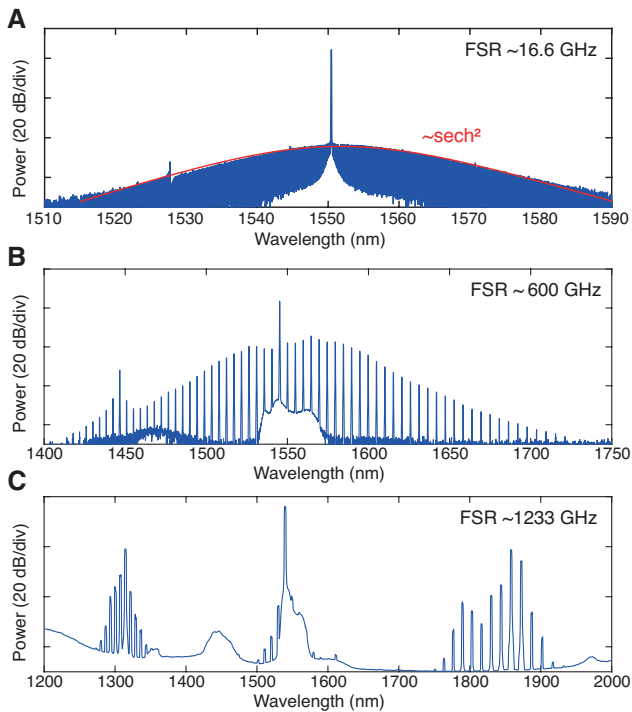 A
FSR ~16.6 GHz
~sech²
Power (20 dB/div)
1510 1520 1530 1540 1550 1560 1570 1580 1590
Wavelength (nm)
B
FSR ~ 600 GHz
Power (20 dB/div)
1400 1450 1500 1550 1600 1650 1700 1750
Wavelength (nm)
C
FSR ~1233 GHz
Power (20 dB/div)
1200 1300 1400 1500 1600 1700 1800 1900 2000
Wavelength (nm)